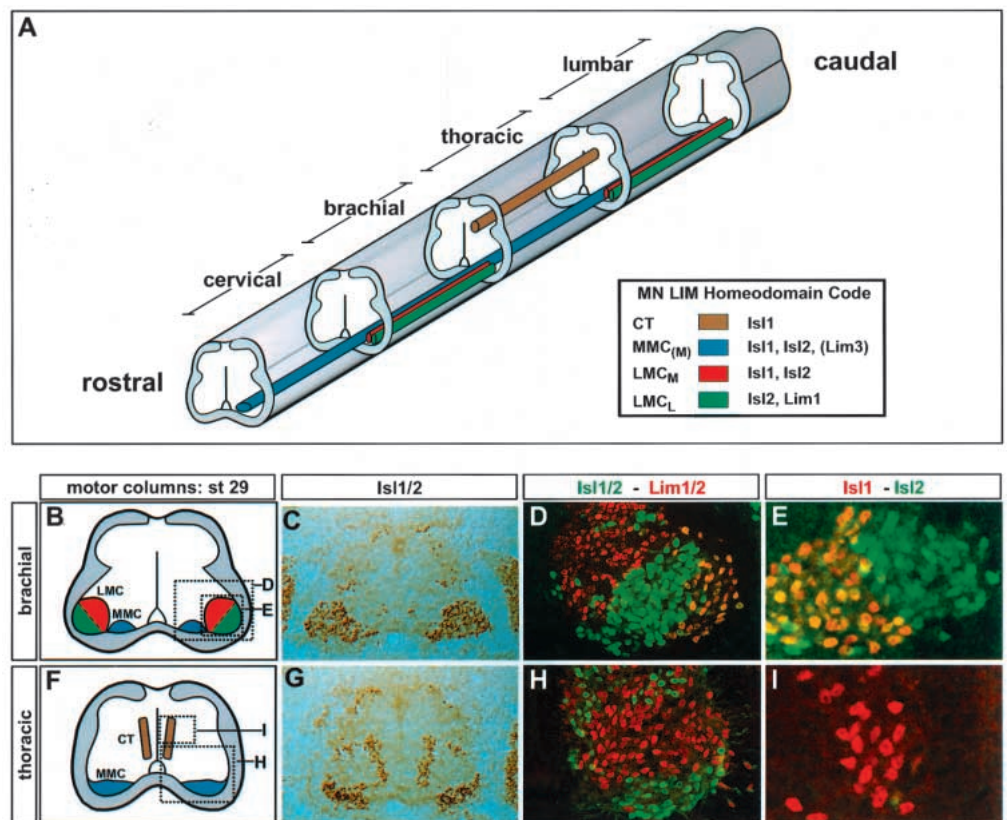 A
lumbar
caudal
thoracic
brachial
cervical
rostral
MN LIM Homeodomain Code
CT Isl1
MMC(M) Isl1, Isl2, (Lim3)
LMCM Isl1, Isl2
LMCL Isl2, Lim1
motor columns: st 29
Isl1/2
Isl1/2 - Lim1/2
Isl1 - Isl2
brachial
B
LMC
MMC
D
E
C
D
E
thoracic
F
CT
MMC
I
H
G
H
I